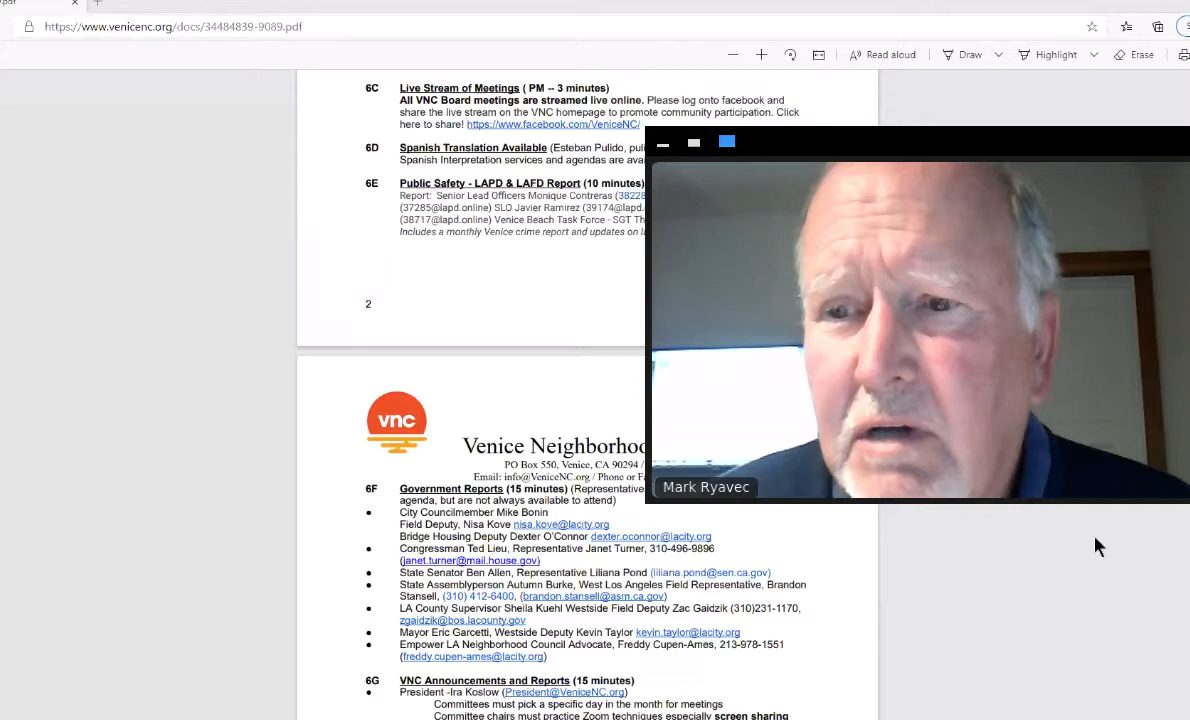 .pdf
https://www.venicenc.org/docs/34484839-9089.pdf
Read aloud
Draw
Highlight
Erase
6C Live Stream of Meetings ( PM -- 3 minutes)
All VNC Board meetings are streamed live online. Please log onto facebook and
share the live stream on the VNC homepage to promote community participation. Click
here to share! https://www.facebook.com/VeniceNC/
6D Spanish Translation Available (Esteban Pulido,
Spanish Interpretation services and agendas are
6E Public Safety - LAPD & LAFD Report (10 minutes)
Report: Senior Lead Officers Monique Contreras (38228
(37285@lapd.online) SLO Javier Ramirez (39174@lapd.
(38717@lapd.online) Venice Beach Task Force - SGT
Includes a monthly Venice crime report and updates on
2
Mark Ryavec
vnc
Venice Neighborhoo
PO Box 550, Venice, CA 90294 /
Email: info@VeniceNC.org / Phone or
6F Government Reports (15 minutes) (Representative
agenda, but are not always available to attend)
● City Councilmember Mike Bonin
Field Deputy, Nisa Kove nisa.kove@lacity.org
Bridge Housing Deputy Dexter O'Connor dexter.oconnor@lacity.org
● Congressman Ted Lieu, Representative Janet Turner, 310-496-9896
(janet.turner@mail.house.gov)
● State Senator Ben Allen, Representative Liliana Pond (liliana.pond@sen.ca.gov)
● State Assemblyperson Autumn Burke, West Los Angeles Field Representative, Brandon
Stansell, (310) 412-6400, (brandon.stansell@asm.ca.gov)
● LA County Supervisor Sheila Kuehl Westside Field Deputy Zac Gaidzik (310)231-1170,
zgaidzik@bos.lacounty.gov
● Mayor Eric Garcetti, Westside Deputy Kevin Taylor kevin.taylor@lacity.org
● Empower LA Neighborhood Council Advocate, Freddy Cupen-Ames, 213-978-1551
(freddy.cupen-ames@lacity.org)
6G VNC Announcements and Reports (15 minutes)
● President -Ira Koslow (President@VeniceNC.org)
Committees must pick a specific day in the month for meetings
Committee chairs must practice Zoom techniques especially screen sharing